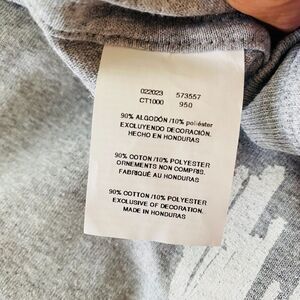 022023 573557
CT1000 950
90% ALGODÓN /10% poliéster
EXCLUYENDO DECORACIÓN.
HECHO EN HONDURAS
90% COTON /10% POLYESTER
ORNEMENTS NON COMPRIS.
FABRIQUÉ AU HONDURAS
90% COTTON /10% POLYESTER
EXCLUSIVE OF DECORATION.
MADE IN HONDURAS